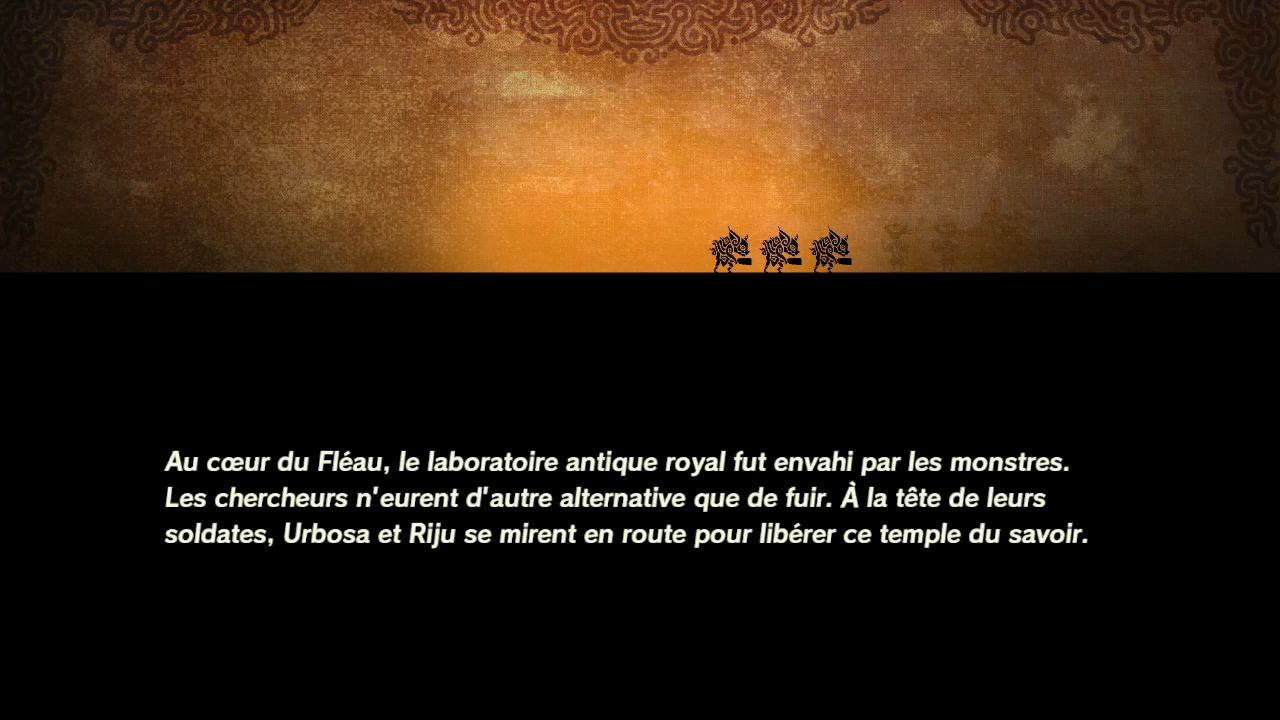 Au cœur du Fléau, le laboratoire antique royal fut envahi par les monstres.
Les chercheurs n'eurent d'autre alternative que de fuir. À la tête de leurs
soldates, Urbosa et Riju se mirent en route pour libérer ce temple du savoir.